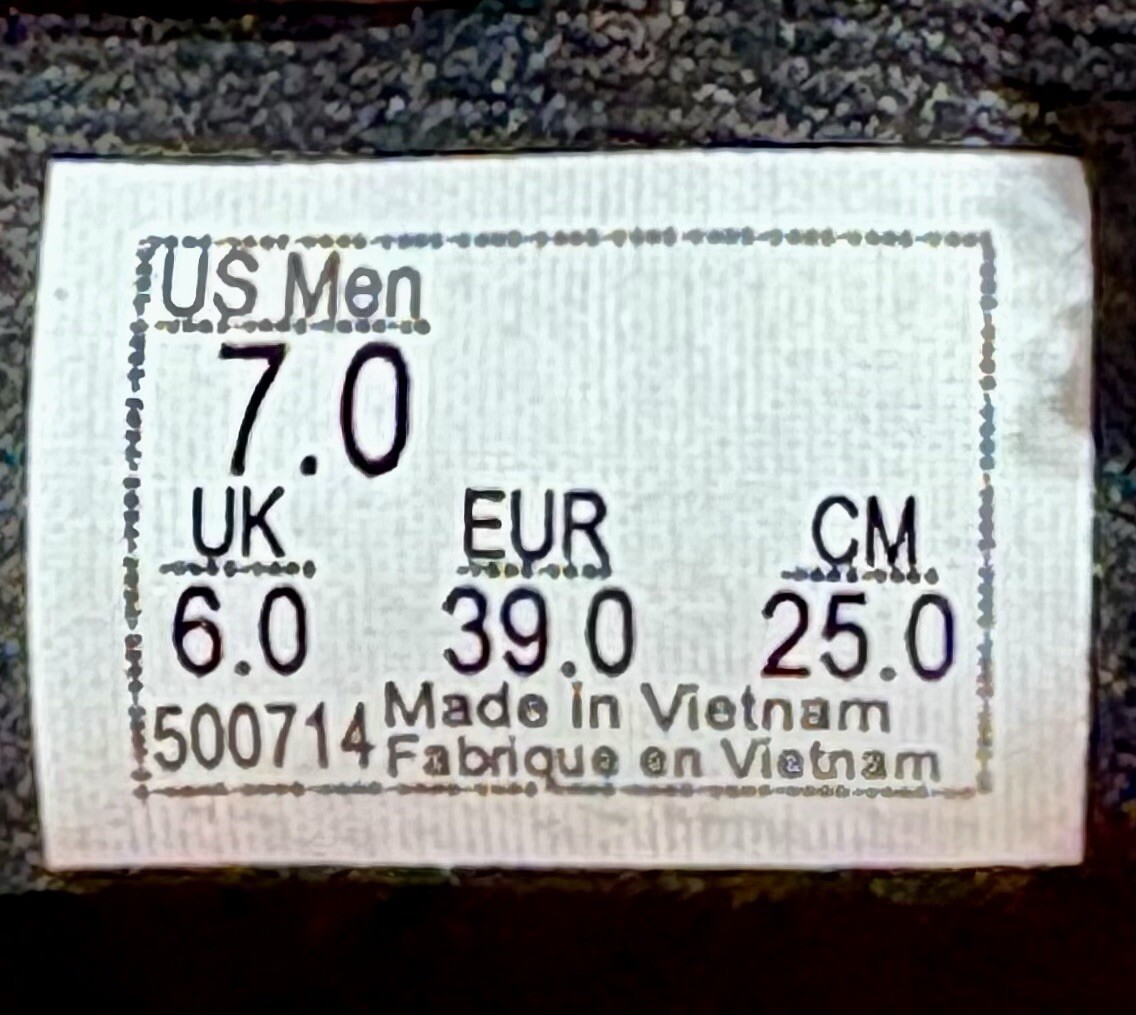 US Men
7.0
UK EUR CM
6.0 39.0 25.0
500714 Made in Vietnam
Fabrique en Vietnam